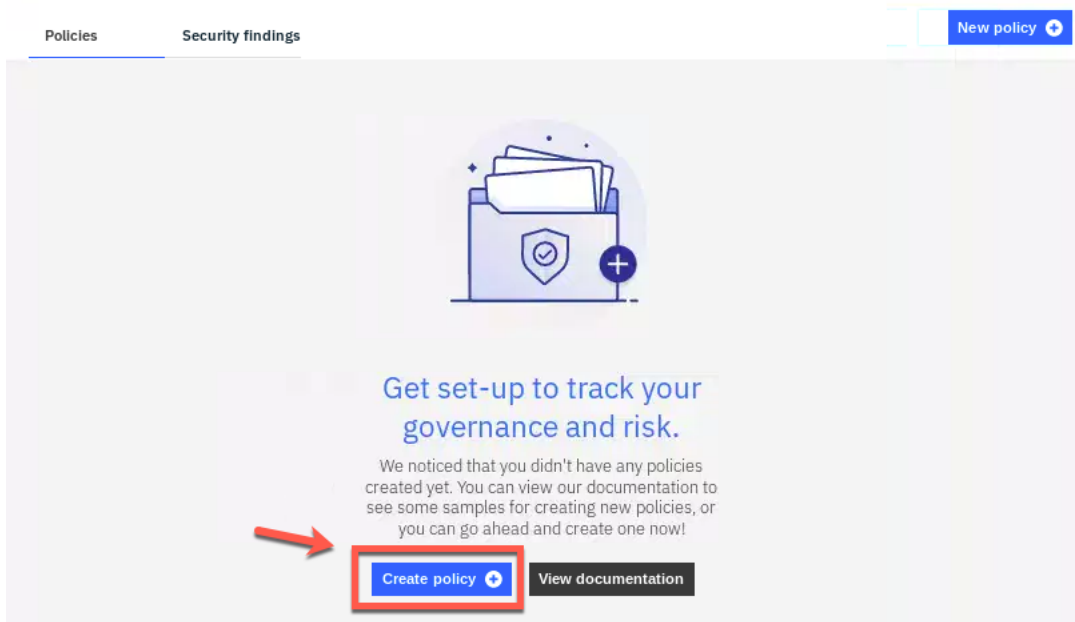 Policies
Security findings
New policy
Get set-up to track your
governance and risk.
We noticed that you didn't have any policies
created yet. You can view our documentation to
see some samples for creating new policies, or
you can go ahead and create one now!
Create policy
View documentation